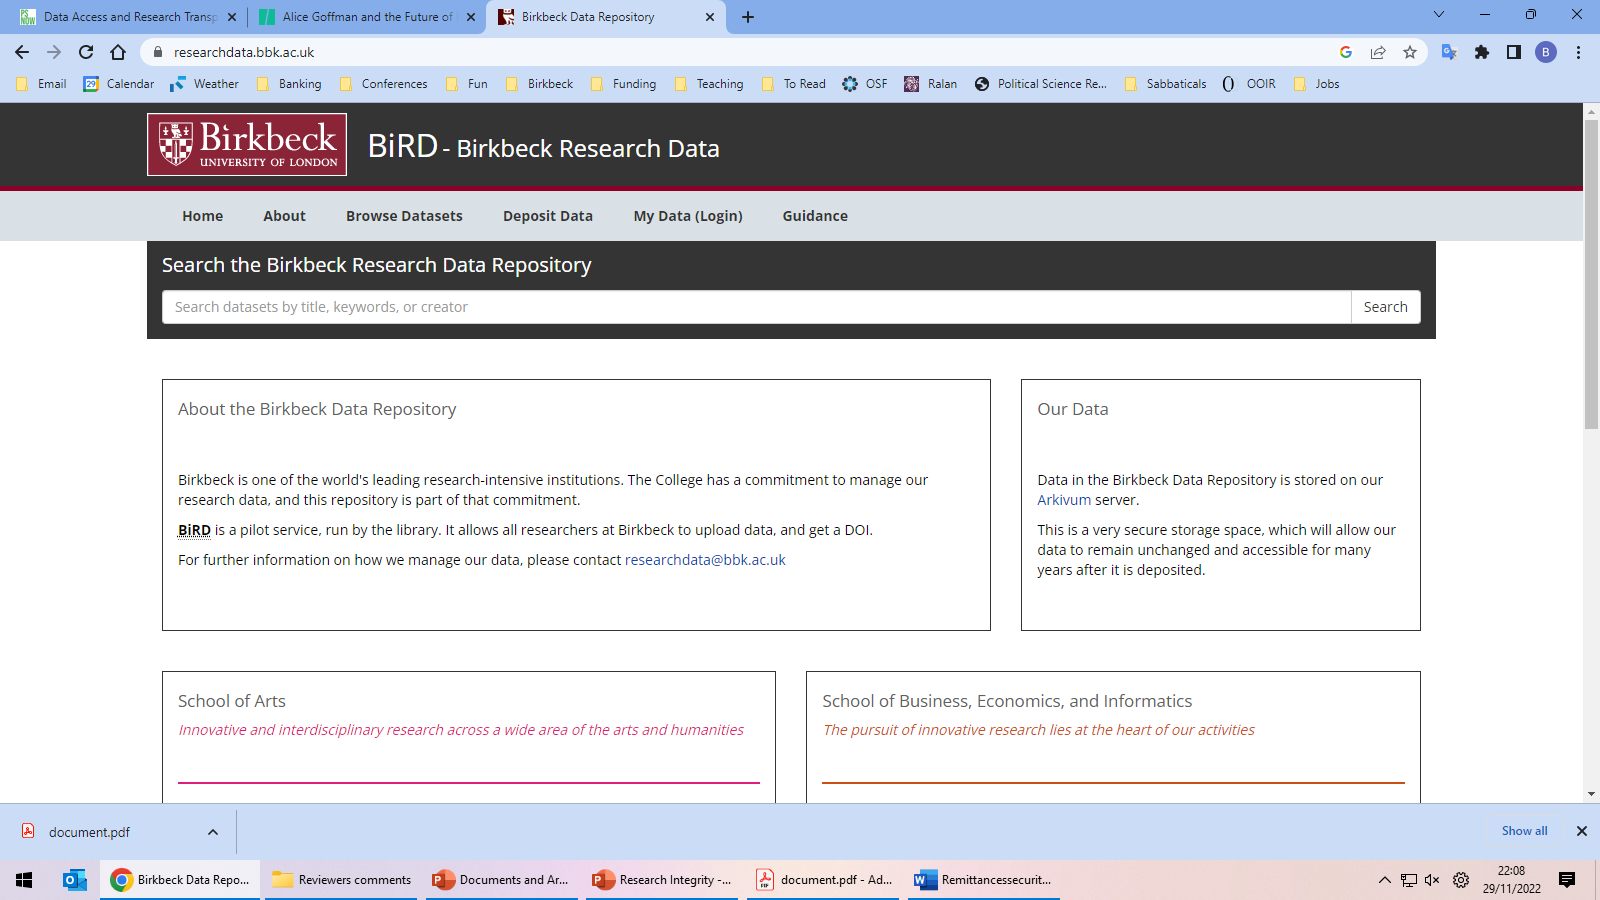 Data Access and Research Transp
Alice Goffman and the Future of
Birkbeck Data Repository
researchdata.bbk.ac.uk
B
Email
29
Calendar
Weather
Banking
Conferences
Fun
Birkbeck
Funding
Teaching
To Read
OSF
Ralan
Political Science Re...
Sabbaticals
OOIR
Jobs
Birkbeck
UNIVERSITY OF LONDON
BiRD - Birkbeck Research Data
Home About Browse Datasets Deposit Data My Data (Login) Guidance
Search the Birkbeck Research Data Repository
Search datasets by title, keywords, or creator
Search
About the Birkbeck Data Repository
Birkbeck is one of the world's leading research-intensive institutions. The College has a commitment to manage our
research data, and this repository is part of that commitment.
BiRD is a pilot service, run by the library. It allows all researchers at Birkbeck to upload data, and get a DOI.
For further information on how we manage our data, please contact researchdata@bbk.ac.uk
Our Data
Data in the Birkbeck Data Repository is stored on our
Arkivum server.
This is a very secure storage space, which will allow our
data to remain unchanged and accessible for many
years after it is deposited.
School of Arts
Innovative and interdisciplinary research across a wide area of the arts and humanities
School of Business, Economics, and Informatics
The pursuit of innovative research lies at the heart of our activities
document.pdf
Show all
Birkbeck Data Repo...
Reviewers comments
Documents and Ar...
Research Integrity -...
document.pdf - Ad...
Remittancessecurit...
22:08
29/11/2022